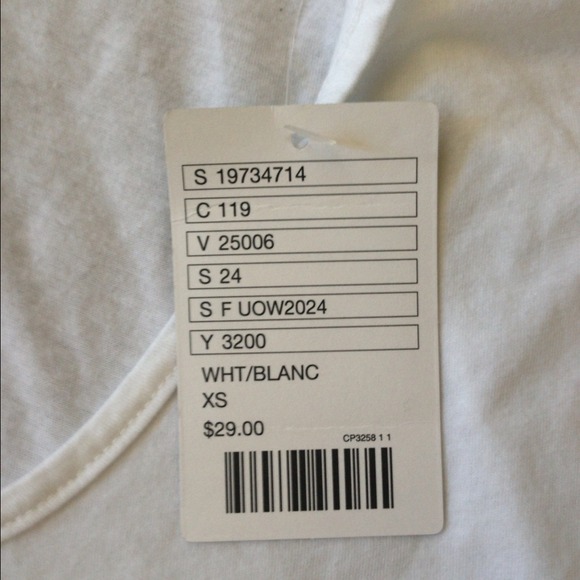 S 19734714
C 119
V 25006
S 24
S F UOW2024
Y 3200
WHT/BLANC
XS
$29.00
CP3258 1 1